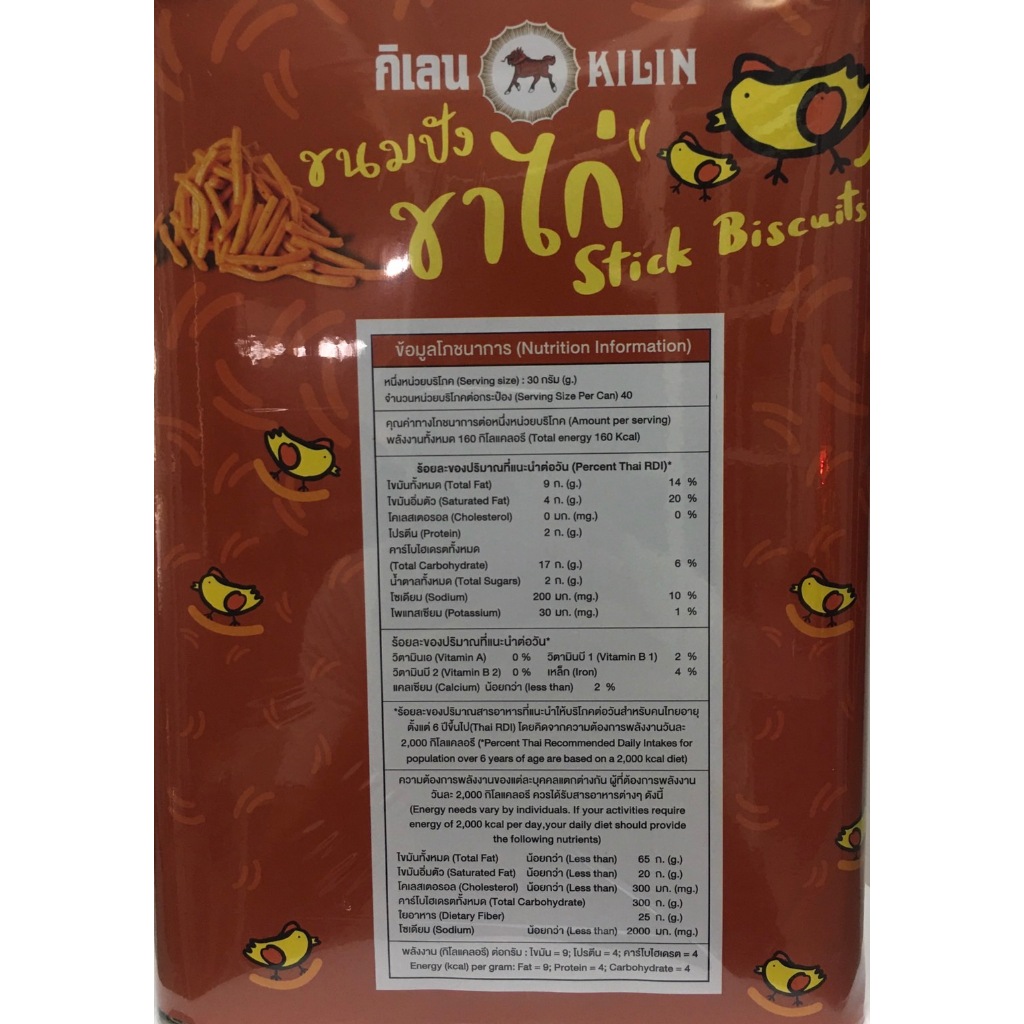 กิเลน KILIN
ขนมปัง
ขาไก่
Stick Biscuits
ข้อมูลโภชนาการ (Nutrition Information)
หนึ่งหน่วยบริโภค (Serving size) : 30 กรัม (g.)
จำนวนหน่วยบริโภคต่อกระป๋อง (Serving Size Per Can) 40
คุณค่าทางโภชนาการต่อหนึ่งหน่วยบริโภค (Amount per serving)
พลังงานทั้งหมด 160 กิโลแคลอรี (Total energy 160 Kcal)
ร้อยละของปริมาณที่แนะนำต่อวัน (Percent Thai RDI)*
ไขมันทั้งหมด (Total Fat) 9 ก. (g.) 14 %
ไขมันอิ่มตัว (Saturated Fat) 4 ก. (g.) 20 %
โคเลสเตอรอล (Cholesterol) 0 มก. (mg.) 0 %
โปรตีน (Protein) 2 ก. (g.)
คาร์โบไฮเดรตทั้งหมด
(Total Carbohydrate) 17 ก. (g.) 6 %
น้ำตาลทั้งหมด (Total Sugars) 2 ก. (g.)
โซเดียม (Sodium) 200 มก. (mg.) 10 %
โพแทสเซียม (Potassium) 30 มก. (mg.) 1 %
ร้อยละของปริมาณที่แนะนำต่อวัน*
วิตามินเอ (Vitamin A) 0 % วิตามินบี 1 (Vitamin B 1) 2 %
วิตามินบี 2 (Vitamin B 2) 0 % เหล็ก (Iron) 4 %
แคลเซียม (Calcium) น้อยกว่า (less than) 2 %
*ร้อยละของปริมาณสารอาหารที่แนะนำให้บริโภคต่อวันสำหรับคนไทยอายุ
ตั้งแต่ 6 ปีขึ้นไป(Thai RDI) โดยคิดจากความต้องการพลังงานวันละ
2,000 กิโลแคลอรี (*Percent Thai Recommended Daily Intakes for
population over 6 years of age are based on a 2,000 kcal diet)
ความต้องการพลังงานของแต่ละบุคคลแตกต่างกัน ผู้ที่ต้องการพลังงาน
วันละ 2,000 กิโลแคลอรี ควรได้รับสารอาหารต่างๆ ดังนี้
(Energy needs vary by individuals. If your activities require
energy of 2,000 kcal per day,your daily diet should provide
the following nutrients)
ไขมันทั้งหมด (Total Fat) น้อยกว่า (Less than) 65 ก. (g.)
ไขมันอิ่มตัว (Saturated Fat) น้อยกว่า (Less than) 20 ก. (g.)
โคเลสเตอรอล (Cholesterol) น้อยกว่า (Less than) 300 มก. (mg.)
คาร์โบไฮเดรตทั้งหมด (Total Carbohydrate) 300 ก. (g.)
ใยอาหาร (Dietary Fiber) 25 ก. (g.)
โซเดียม (Sodium) น้อยกว่า (Less than) 2000 มก. (mg.)
พลังงาน (กิโลแคลอรี) ต่อกรัม : ไขมัน = 9; โปรตีน = 4; คาร์โบไฮเดรต = 4
Energy (kcal) per gram: Fat = 9; Protein = 4; Carbohydrate = 4